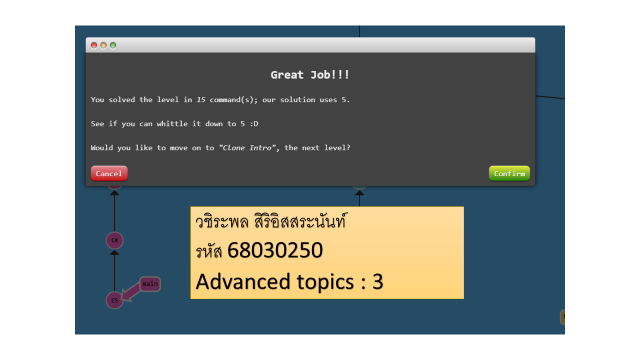 Great Job!!!
You solved the level in 15 command(s); our solution uses 5.
See if you can whittle it down to 5 :D
Would you like to move on to "Clone Intro", the next level?
Cancel
Confirm
วชิระพล สิริอิสสระนันท์
รหัส 68030250
Advanced topics : 3
C4
main
C5